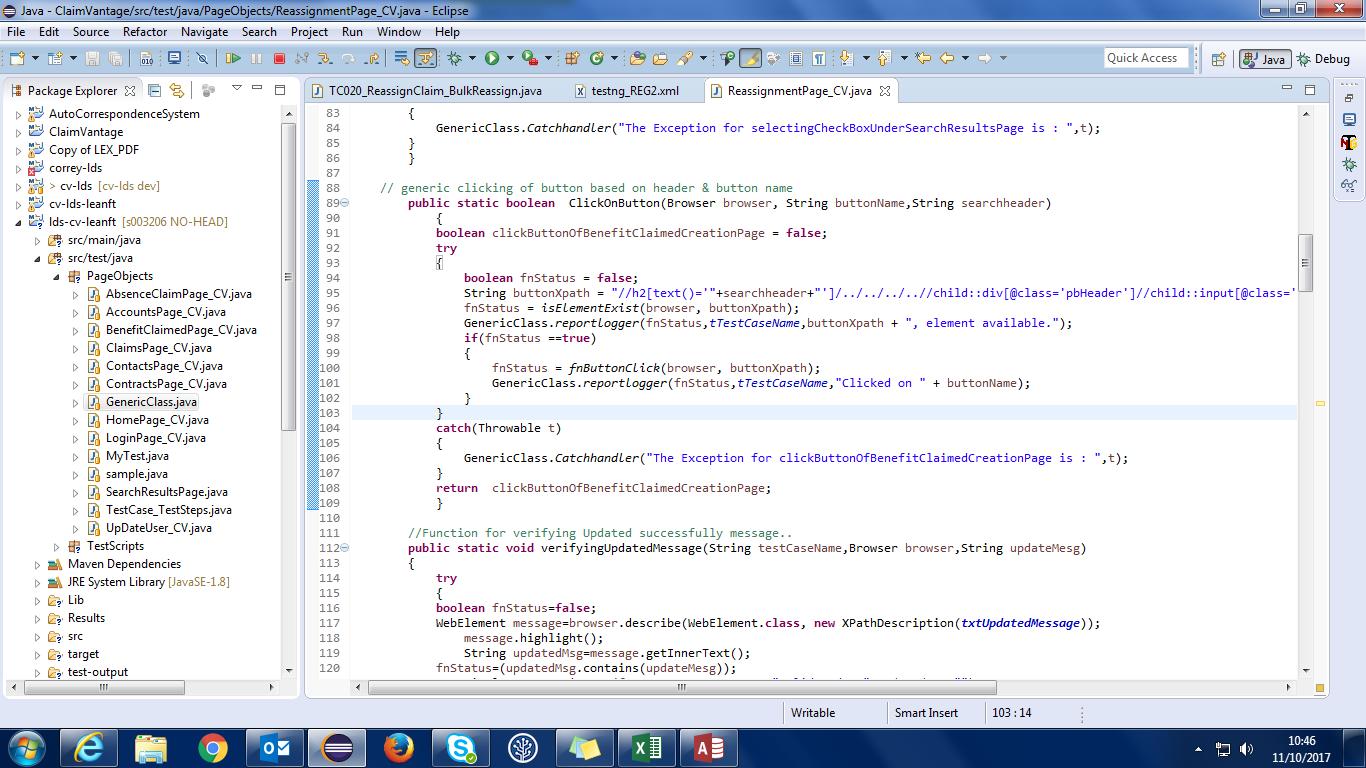 Java - ClaimVantage/src/test/java/PageObjects/ReassignmentPage_CV.java - Eclipse
File Edit Source Refactor Navigate Search Project Run Window Help
Quick Access Java Debug
Package Explorer
TC020_ReassignClaim_BulkReassign.java testng_REG2.xml ReassignmentPage_CV.java
AutoCorrespondenceSystem
ClaimVantage
Copy of LEX_PDF
correy-lds
> cv-lds [cv-lds dev]
cv-lds-leanft
lds-cv-leanft [s003206 NO-HEAD]
src/main/java
src/test/java
PageObjects
AbsenceClaimPage_CV.java
AccountsPage_CV.java
BenefitClaimedPage_CV.java
ClaimsPage_CV.java
ContactsPage_CV.java
ContractsPage_CV.java
GenericClass.java
HomePage_CV.java
LoginPage_CV.java
MyTest.java
sample.java
SearchResultsPage.java
TestCase_TestSteps.java
UpDateUser_CV.java
TestScripts
Maven Dependencies
JRE System Library [JavaSE-1.8]
Lib
Results
src
target
test-output
83 {
84 GenericClass.Catchhandler("The Exception for selectingCheckBoxUnderSearchResultsPage is : ",t);
85 }
86 }
87
88 // generic clicking of button based on header & button name
89 public static boolean  ClickOnButton(Browser browser, String buttonName,String searchheader)
90 {
91 boolean clickButtonOfBenefitClaimedCreationPage = false;
92 try
93 {
94 boolean fnStatus = false;
95 String buttonXpath = "//h2[text()='"+searchheader+"']/../../../..//child::div[@class='pbHeader']//child::input[@class='
96 fnStatus = isElementExist(browser, buttonXpath);
97 GenericClass.reportlogger(fnStatus,tTestCaseName,buttonXpath + ", element available.");
98 if(fnStatus ==true)
99 {
100 fnStatus = fnButtonClick(browser, buttonXpath);
101 GenericClass.reportlogger(fnStatus,tTestCaseName,"Clicked on " + buttonName);
102 }
103 }
104 catch(Throwable t)
105 {
106 GenericClass.Catchhandler("The Exception for clickButtonOfBenefitClaimedCreationPage is : ",t);
107 }
108 return  clickButtonOfBenefitClaimedCreationPage;
109 }
110
111 //Function for verifying Updated successfully message..
112 public static void verifyingUpdatedMessage(String testCaseName,Browser browser,String updateMesg)
113 {
114 try
115 {
116 boolean fnStatus=false;
117 WebElement message=browser.describe(WebElement.class, new XPathDescription(txtUpdatedMessage));
118 message.highlight();
119 String updatedMsg=message.getInnerText();
120 fnStatus=(updatedMsg.contains(updateMesg));
Writable Smart Insert 103 : 14
10:46
11/10/2017